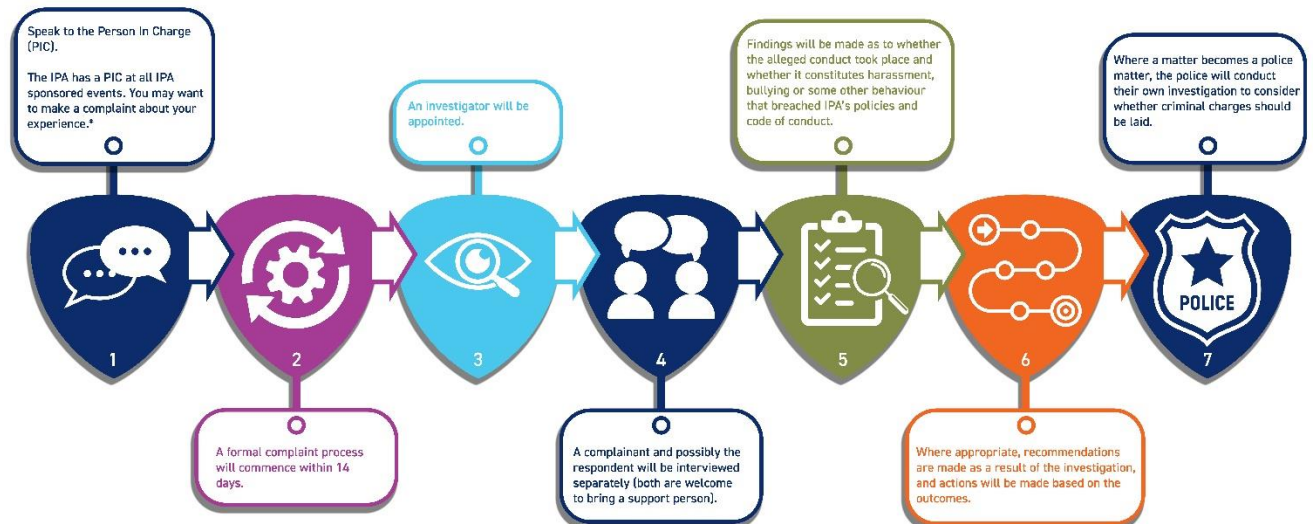 Speak to the Person In Charge
(PIC).
The IPA has a PIC at all IPA
sponsored events. You may want
to make a complaint about your
experience.*
1
2
A formal complaint process
will commence within 14
days.
An investigator will be
appointed.
3
4
A complainant and possibly the
respondent will be interviewed
separately (both are welcome
to bring a support person).
Findings will be made as to whether
the alleged conduct took place and
whether it constitutes harassment,
bullying or some other behaviour
that breached IPA's policies and
code of conduct.
5
6
Where appropriate, recommendations
are made as a result of the investigation,
and actions will be made based on the
outcomes.
Where a matter becomes a police
matter, the police will conduct
their own investigation to consider
whether criminal charges should
be laid.
POLICE
7